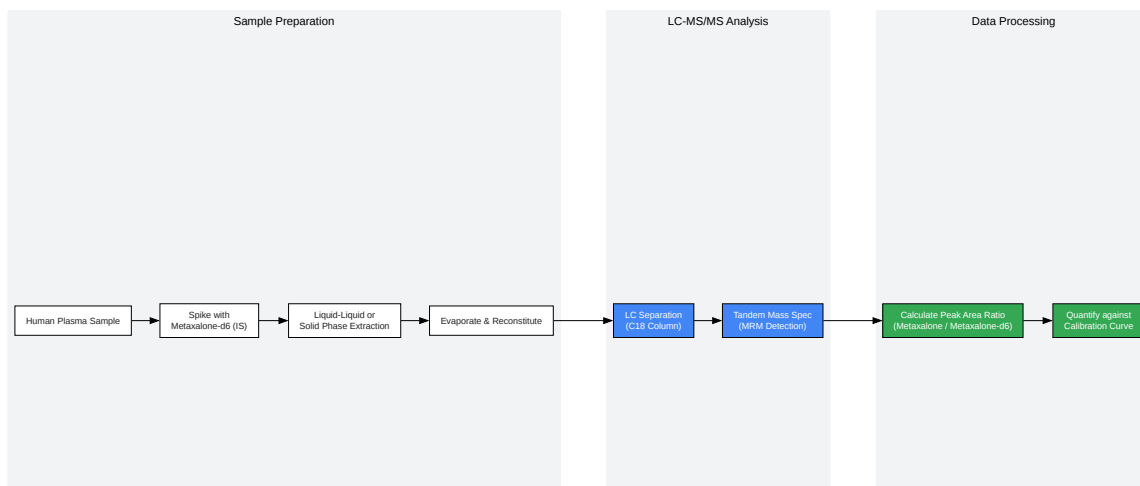 Sample Preparation
LC-MS/MS Analysis
Data Processing
Human Plasma Sample
Spike with
Metaxalone-d6 (IS)
Liquid-Liquid or
Solid Phase Extraction
Evaporate & Reconstitute
LC Separation
(C18 Column)
Tandem Mass Spec
(MRM Detection)
Calculate Peak Area Ratio
(Metaxalone / Metaxalone-d6)
Quantify against
Calibration Curve